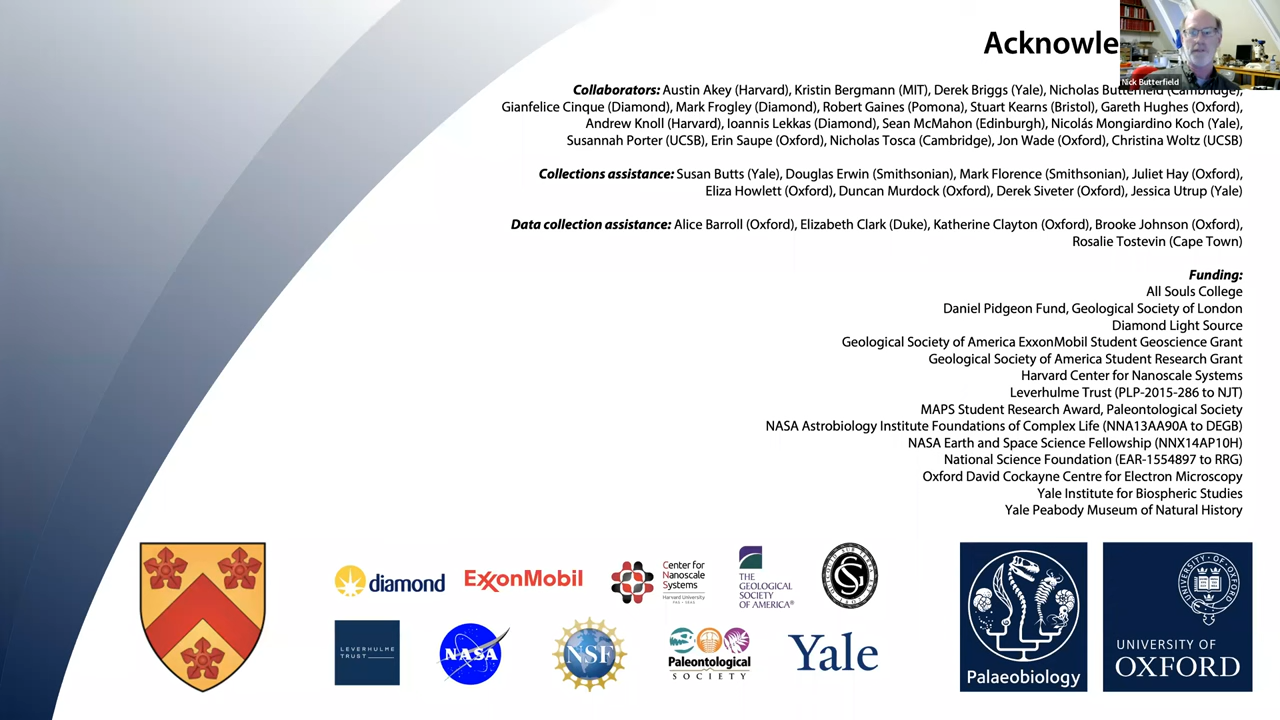 Acknowle
Nick Butterfield
Collaborators: Austin Akey (Harvard), Kristin Bergmann (MIT), Derek Briggs (Yale), Nicholas Butterfield (Cambridge),
Gianfelice Cinque (Diamond), Mark Frogley (Diamond), Robert Gaines (Pomona), Stuart Kearns (Bristol), Gareth Hughes (Oxford),
Andrew Knoll (Harvard), Ioannis Lekkas (Diamond), Sean McMahon (Edinburgh), Nicolás Mongiardino Koch (Yale),
Susannah Porter (UCSB), Erin Saupe (Oxford), Nicholas Tosca (Cambridge), Jon Wade (Oxford), Christina Woltz (UCSB)
Collections assistance: Susan Butts (Yale), Douglas Erwin (Smithsonian), Mark Florence (Smithsonian), Juliet Hay (Oxford),
Eliza Howlett (Oxford), Duncan Murdock (Oxford), Derek Siveter (Oxford), Jessica Utrup (Yale)
Data collection assistance: Alice Barroll (Oxford), Elizabeth Clark (Duke), Katherine Clayton (Oxford), Brooke Johnson (Oxford),
Rosalie Tostevin (Cape Town)
Funding:
All Souls College
Daniel Pidgeon Fund, Geological Society of London
Diamond Light Source
Geological Society of America ExxonMobil Student Geoscience Grant
Geological Society of America Student Research Grant
Harvard Center for Nanoscale Systems
Leverhulme Trust (PLP-2015-286 to NJT)
MAPS Student Research Award, Paleontological Society
NASA Astrobiology Institute Foundations of Complex Life (NNA13AA90A to DEGB)
NASA Earth and Space Science Fellowship (NNX14AP10H)
National Science Foundation (EAR-1554897 to RRG)
Oxford David Cockayne Centre for Electron Microscopy
Yale Institute for Biospheric Studies
Yale Peabody Museum of Natural History
diamond
ExxonMobil
Center for
Nanoscale
Systems
Harvard University
THE
GEOLOGICAL
SOCIETY
OF AMERICA®
LEVERHULME
TRUST
NASA
NSF
Paleontological
SOCIETY
Yale
Palaeobiology
UNIVERSITY OF
OXFORD